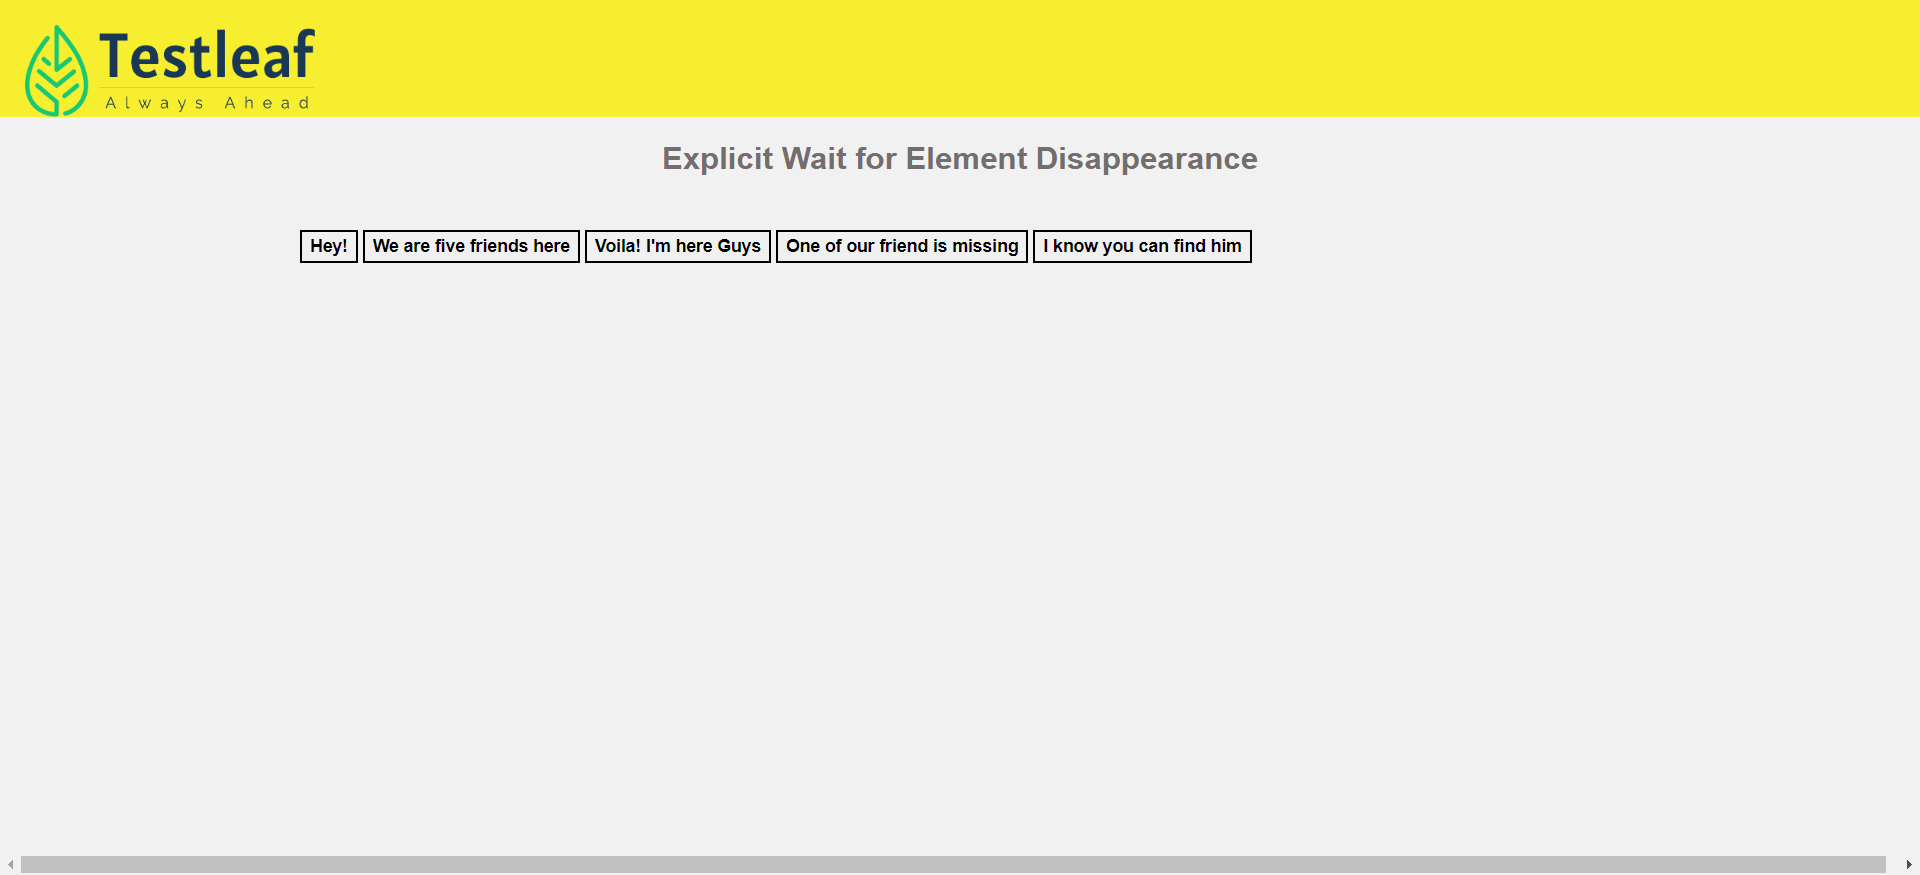 Testleaf
Always Ahead
Explicit Wait for Element Disappearance
Hey! We are five friends here Voila! I'm here Guys One of our friend is missing I know you can find him